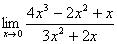 lim x→0 (4x³ − 2x² + x)/(3x² + 2x)